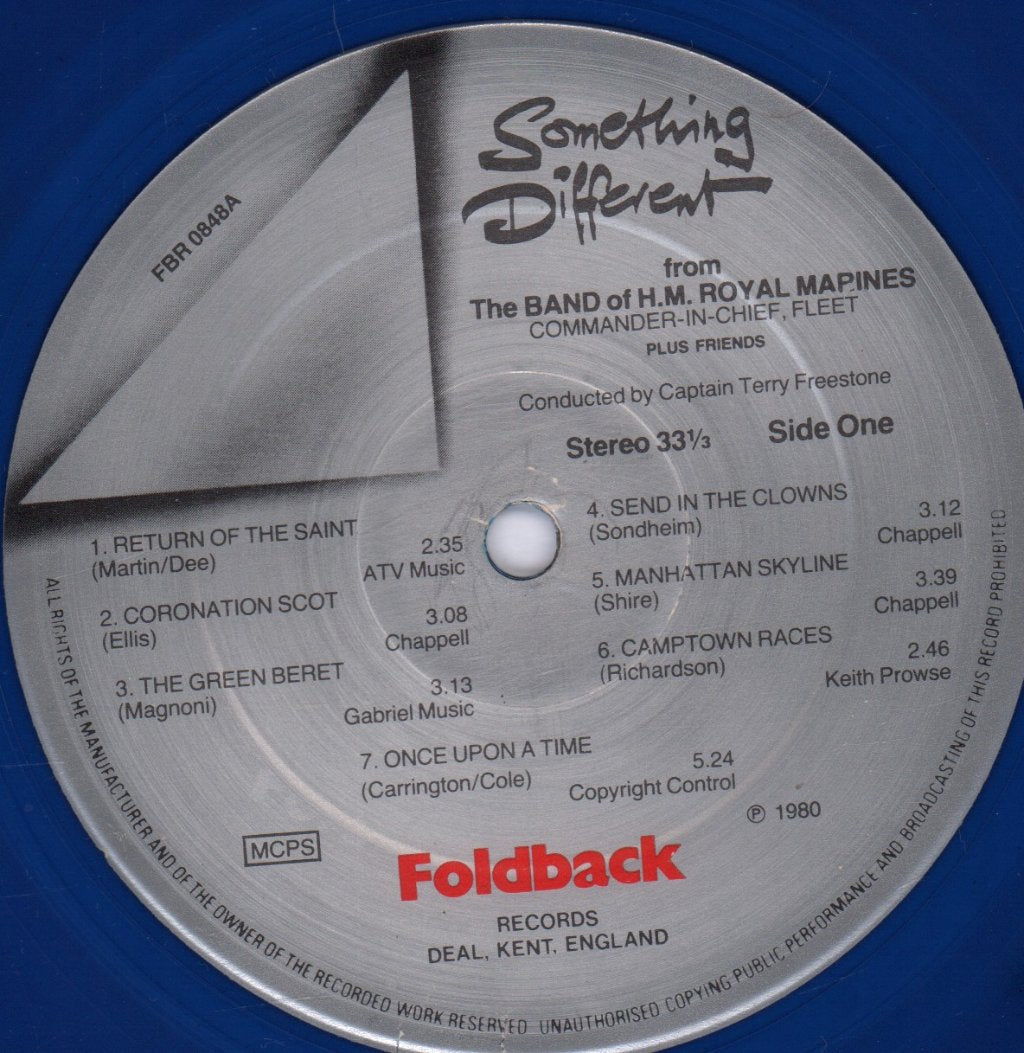 Something
Different
from
The BAND of H.M. ROYAL MAPINES
COMMANDER-IN-CHIEF, FLEET
PLUS FRIENDS
Conducted by Captain Terry Freestone
Stereo 33⅓ Side One
FBR 0848A
1. RETURN OF THE SAINT 2.35
(Martin/Dee) ATV Music
2. CORONATION SCOT 3.08
(Ellis) Chappell
3. THE GREEN BERET 3.13
(Magnoni) Gabriel Music
4. SEND IN THE CLOWNS 3.12
(Sondheim) Chappell
5. MANHATTAN SKYLINE 3.39
(Shire) Chappell
6. CAMPTOWN RACES 2.46
(Richardson) Keith Prowse
7. ONCE UPON A TIME 5.24
(Carrington/Cole) Copyright Control
℗ 1980
MCPS
Foldback
RECORDS
DEAL, KENT, ENGLAND
ALL RIGHTS OF THE MANUFACTURER AND OF THE OWNER OF THE RECORDED WORK RESERVED UNAUTHORISED COPYING PUBLIC PERFORMANCE AND BROADCASTING OF THIS RECORD PROHIBITED